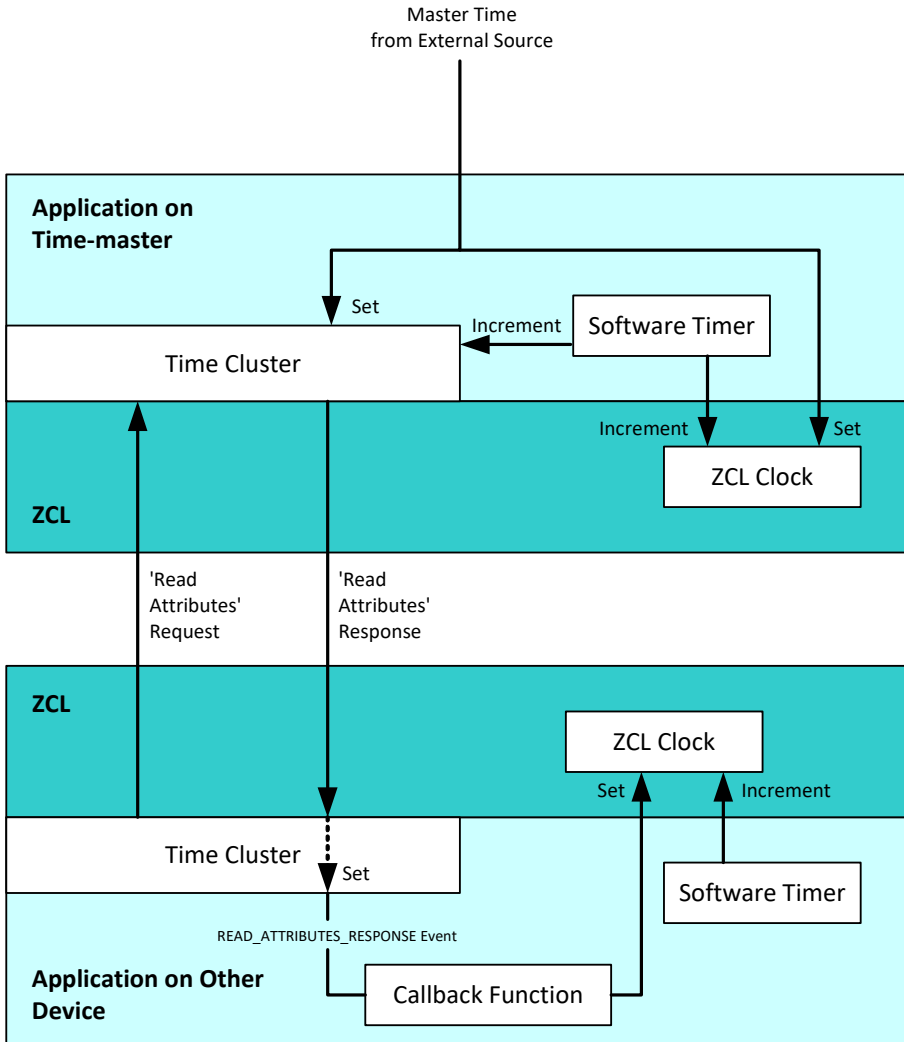 Master Time
from External Source
Application on
Time-master
Set
Increment
Software Timer
Time Cluster
Increment
Set
ZCL Clock
ZCL
'Read
Attributes'
Request
'Read
Attributes'
Response
ZCL
ZCL Clock
Set
Increment
Time Cluster
Set
Software Timer
READ_ATTRIBUTES_RESPONSE Event
Application on Other
Device
Callback Function